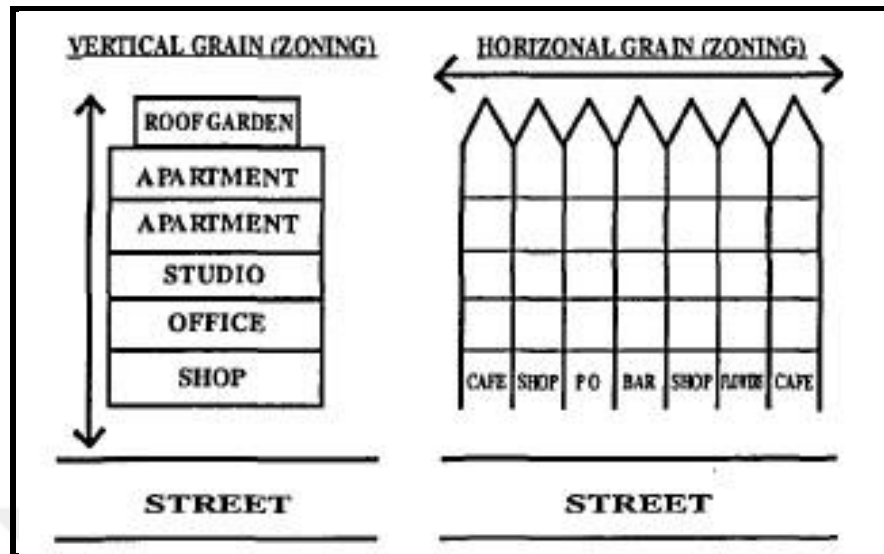 VERTICAL GRAIN (ZONING)
ROOF GARDEN
APARTMENT
APARTMENT
STUDIO
OFFICE
SHOP
STREET
HORIZONAL GRAIN (ZONING)
CAFE SHOP PO BAR SHOP FLOWERS CAFE
STREET